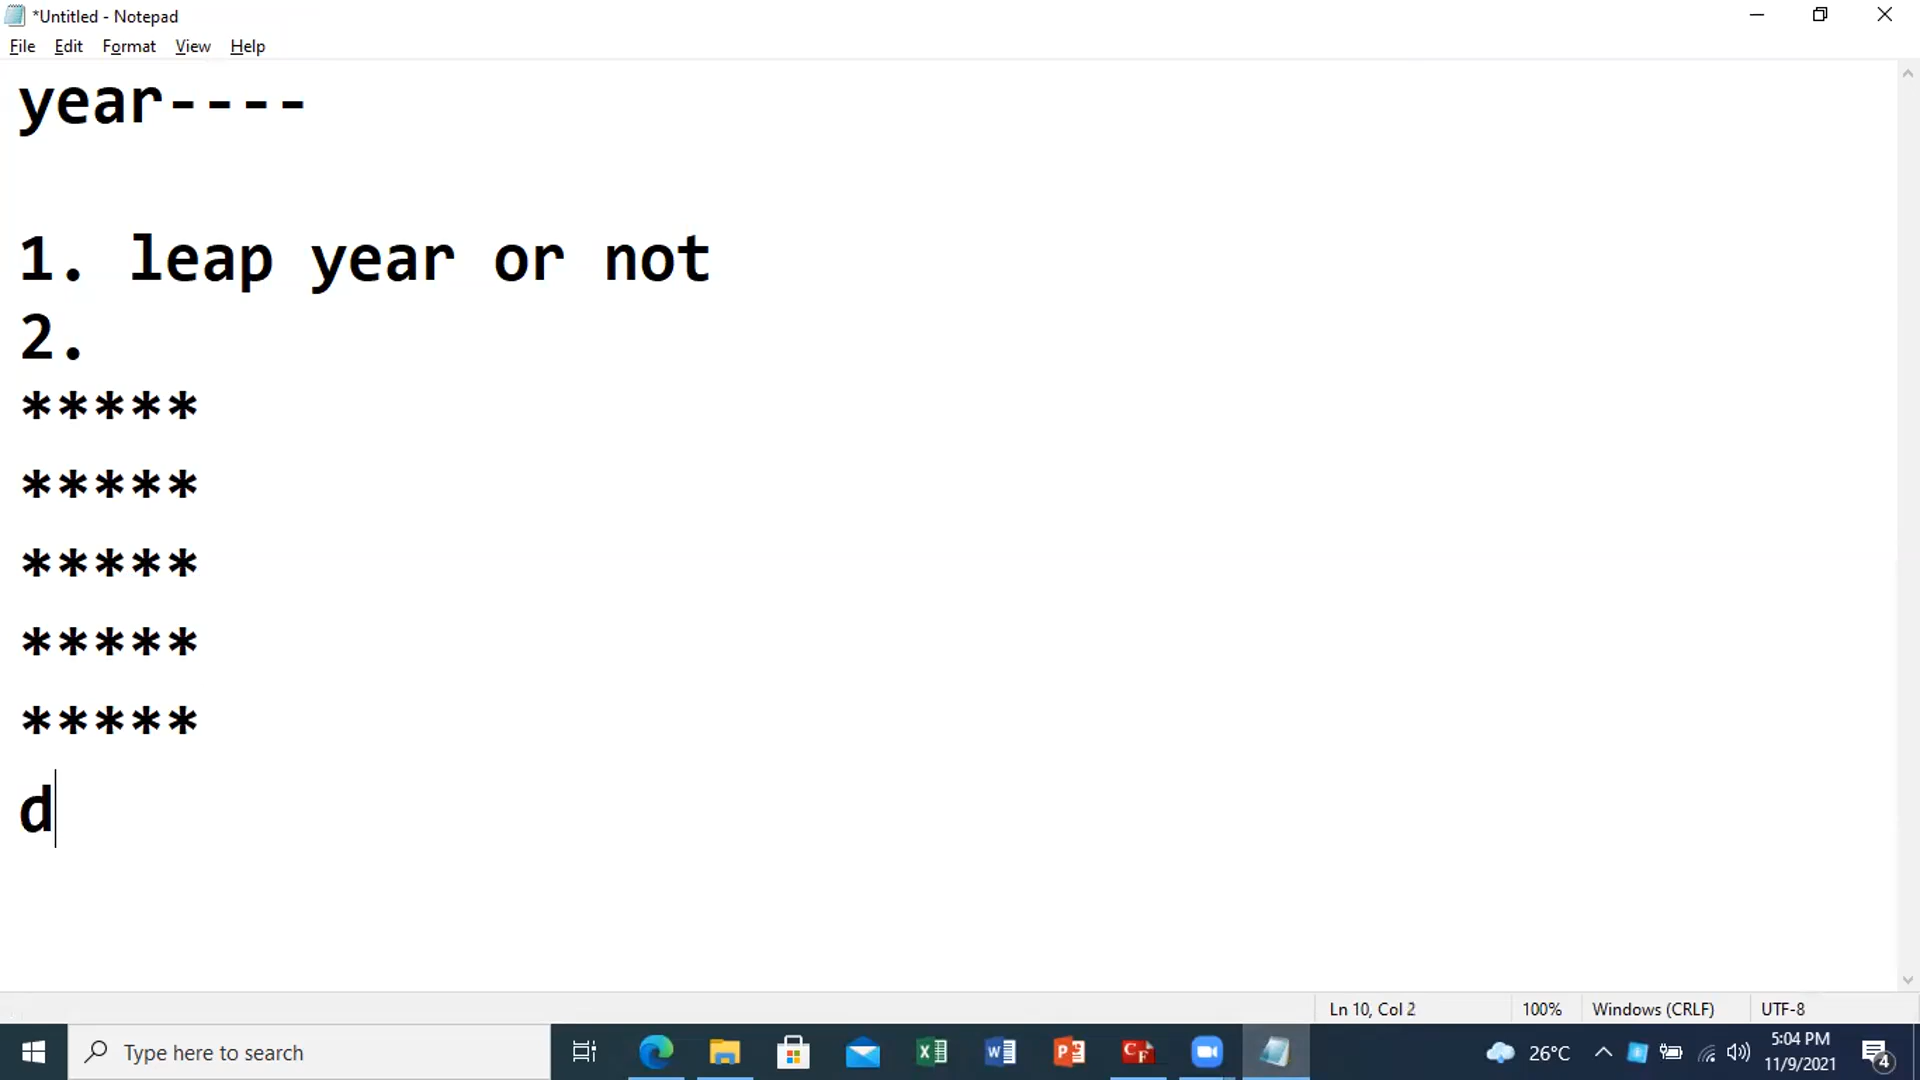 *Untitled - Notepad
File Edit Format View Help
year----
1. leap year or not
2.
*****
*****
*****
*****
*****
d
Ln 10, Col 2 100% Windows (CRLF) UTF-8
Type here to search
26°C
5:04 PM
11/9/2021
4